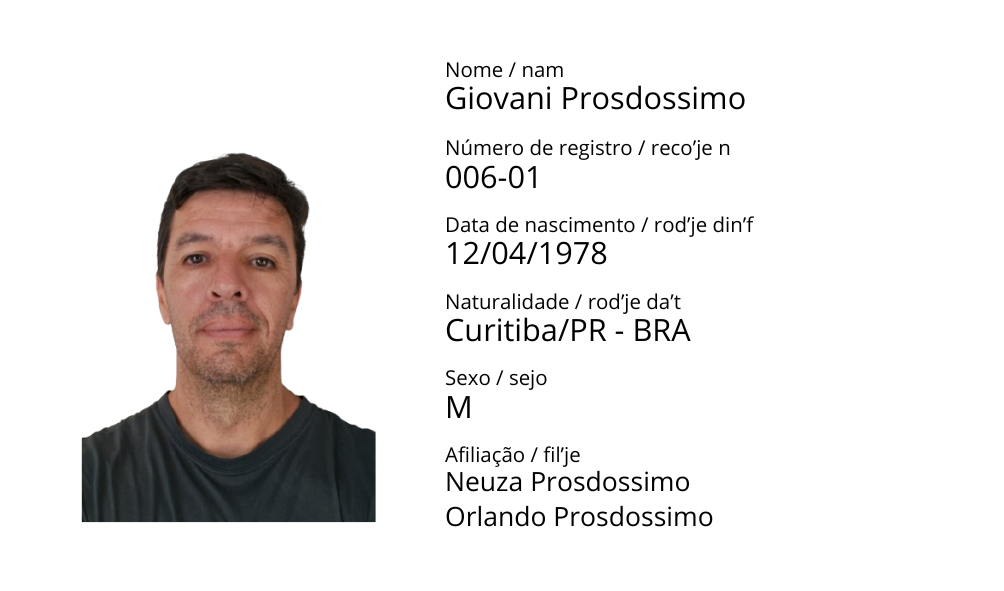 Nome / nam
Giovani Prosdossimo
Número de registro / reco’je n
006-01
Data de nascimento / rod’je din’f
12/04/1978
Naturalidade / rod’je da’t
Curitiba/PR - BRA
Sexo / sejo
M
Afiliação / fil’je
Neuza Prosdossimo
Orlando Prosdossimo